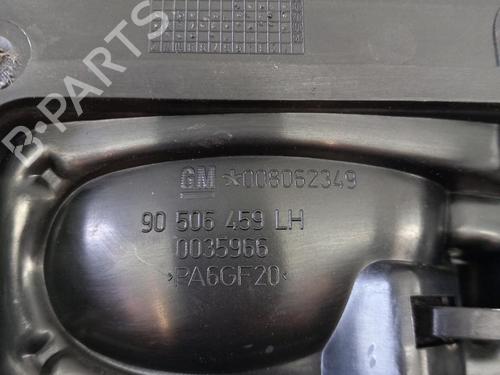 B-PARTS
GM *008062349
90 506 459 LH
0035966
>PA6GF20<